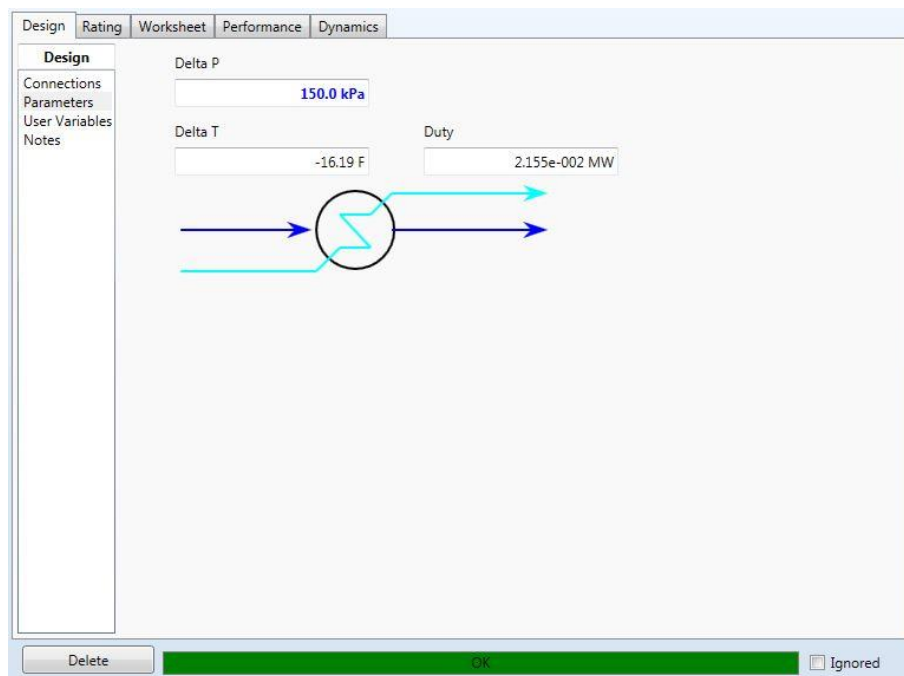 Design Rating Worksheet Performance Dynamics
Design
Connections
Parameters
User Variables
Notes
Delta P
150.0 kPa
Delta T Duty
-16.19 F 2.155e-002 MW
Delete OK Ignored